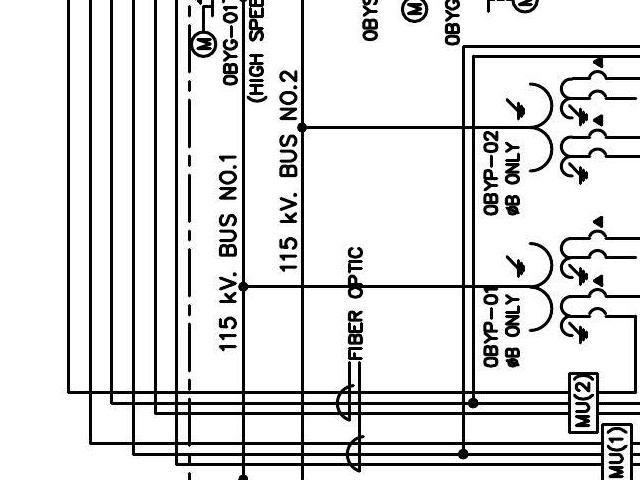 M
0BYG-01
(HIGH SPEE
0BYS
M
0BYG
M
115 kV. BUS NO.1
115 kV. BUS NO.2
FIBER OPTIC
0BYP-02
øB ONLY
0BYP-01
øB ONLY
MU(2)
MU(1)